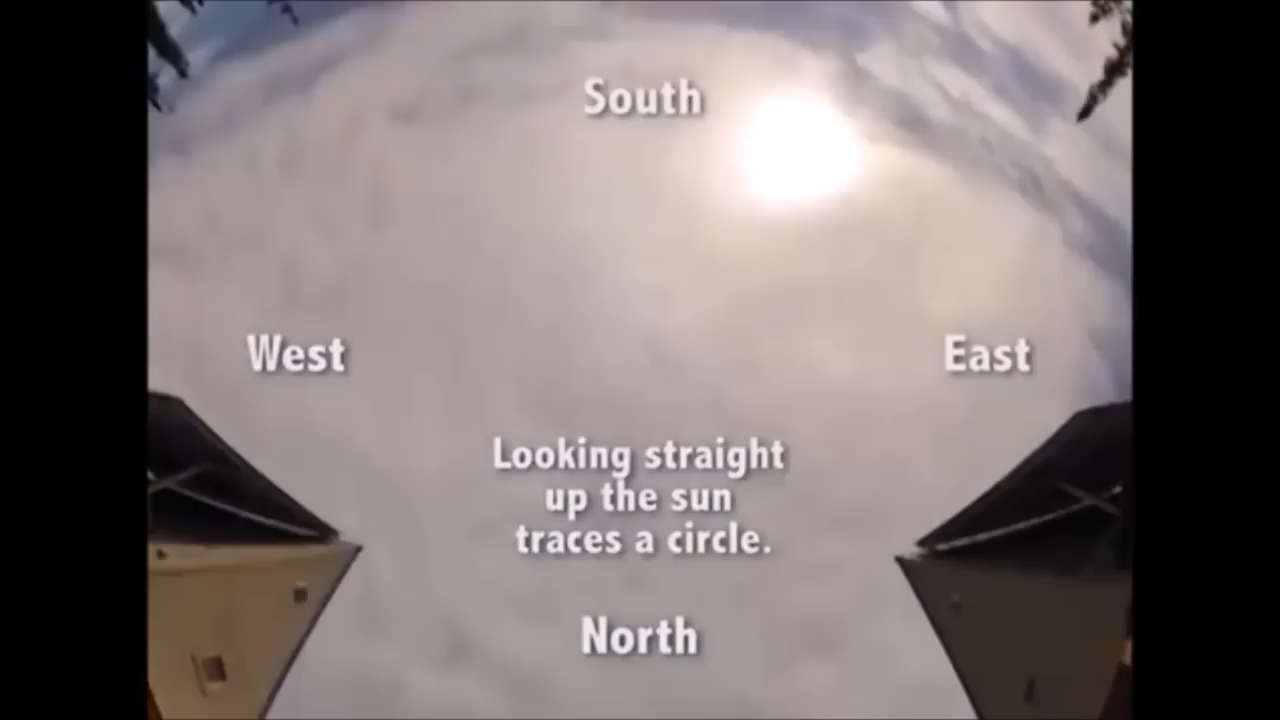 South
West
East
Looking straight
up the sun
traces a circle.
North